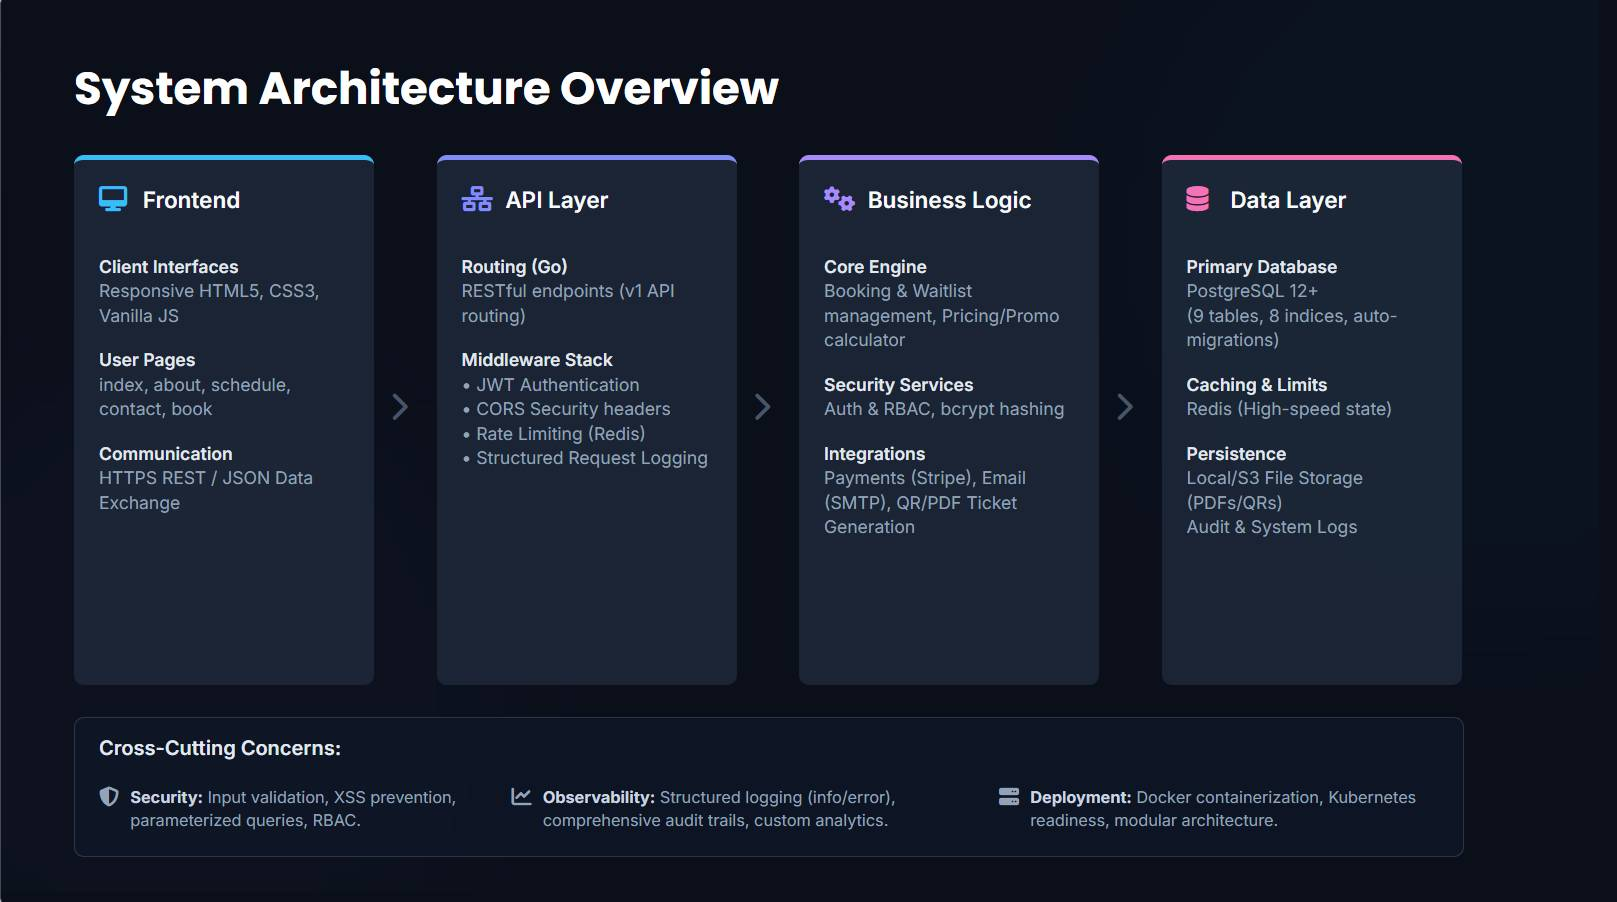 System Architecture Overview
Frontend
Client Interfaces
Responsive HTML5, CSS3,
Vanilla JS
User Pages
index, about, schedule,
contact, book
Communication
HTTPS REST / JSON Data
Exchange
API Layer
Routing (Go)
RESTful endpoints (v1 API
routing)
Middleware Stack
• JWT Authentication
• CORS Security headers
• Rate Limiting (Redis)
• Structured Request Logging
Business Logic
Core Engine
Booking & Waitlist
management, Pricing/Promo
calculator
Security Services
Auth & RBAC, bcrypt hashing
Integrations
Payments (Stripe), Email
(SMTP), QR/PDF Ticket
Generation
Data Layer
Primary Database
PostgreSQL 12+
(9 tables, 8 indices, auto-
migrations)
Caching & Limits
Redis (High-speed state)
Persistence
Local/S3 File Storage
(PDFs/QRs)
Audit & System Logs
Cross-Cutting Concerns:
Security: Input validation, XSS prevention,
parameterized queries, RBAC.
Observability: Structured logging (info/error),
comprehensive audit trails, custom analytics.
Deployment: Docker containerization, Kubernetes
readiness, modular architecture.